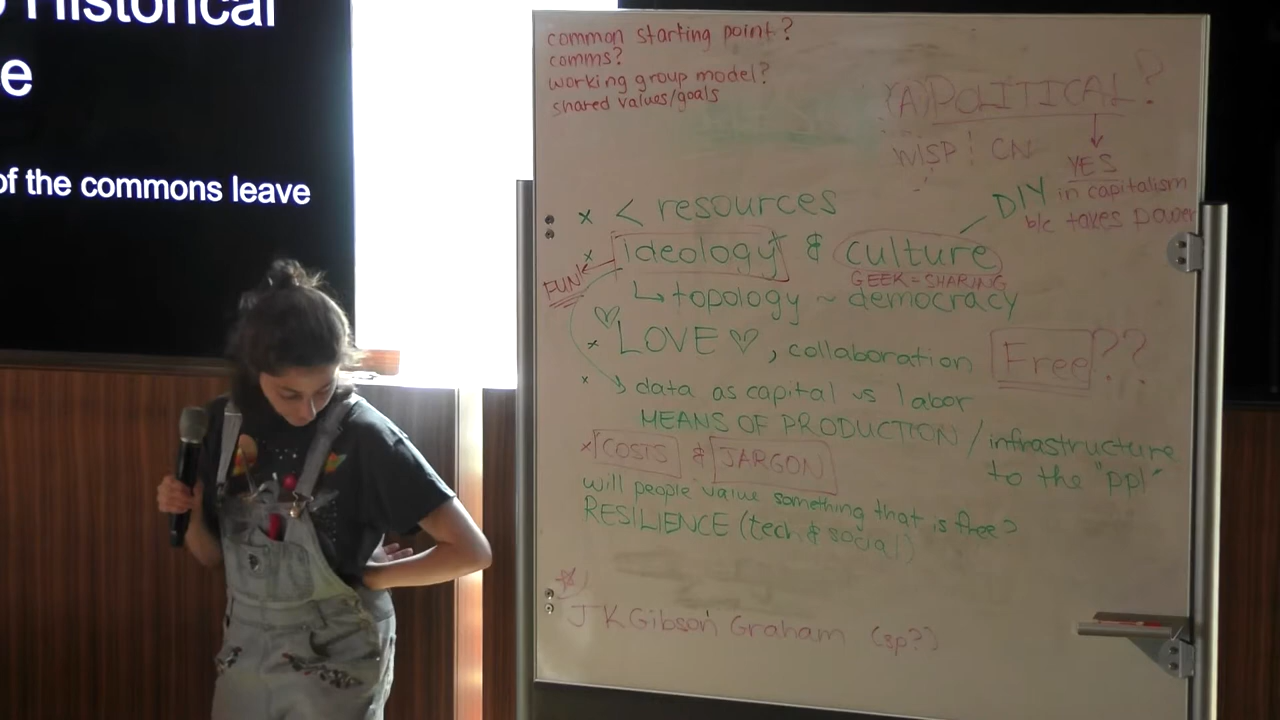 Historical
e
of the commons leave
common starting point?
comms?
working group model?
shared values/goals
(A)POLITICAL?
WISP | CN
YES
DIY in capitalism
b/c takes power
x < resources
x ideology & culture
FUN!
GEEK = SHARING
↳ topology ~ democracy
x ♡ LOVE ♡, collaboration Free??
x data as capital vs labor
MEANS OF PRODUCTION / infrastructure
to the "ppl"
x COSTS & JARGON
will people value something that is free?
RESILIENCE (tech & social)
J K Gibson Graham (sp?)